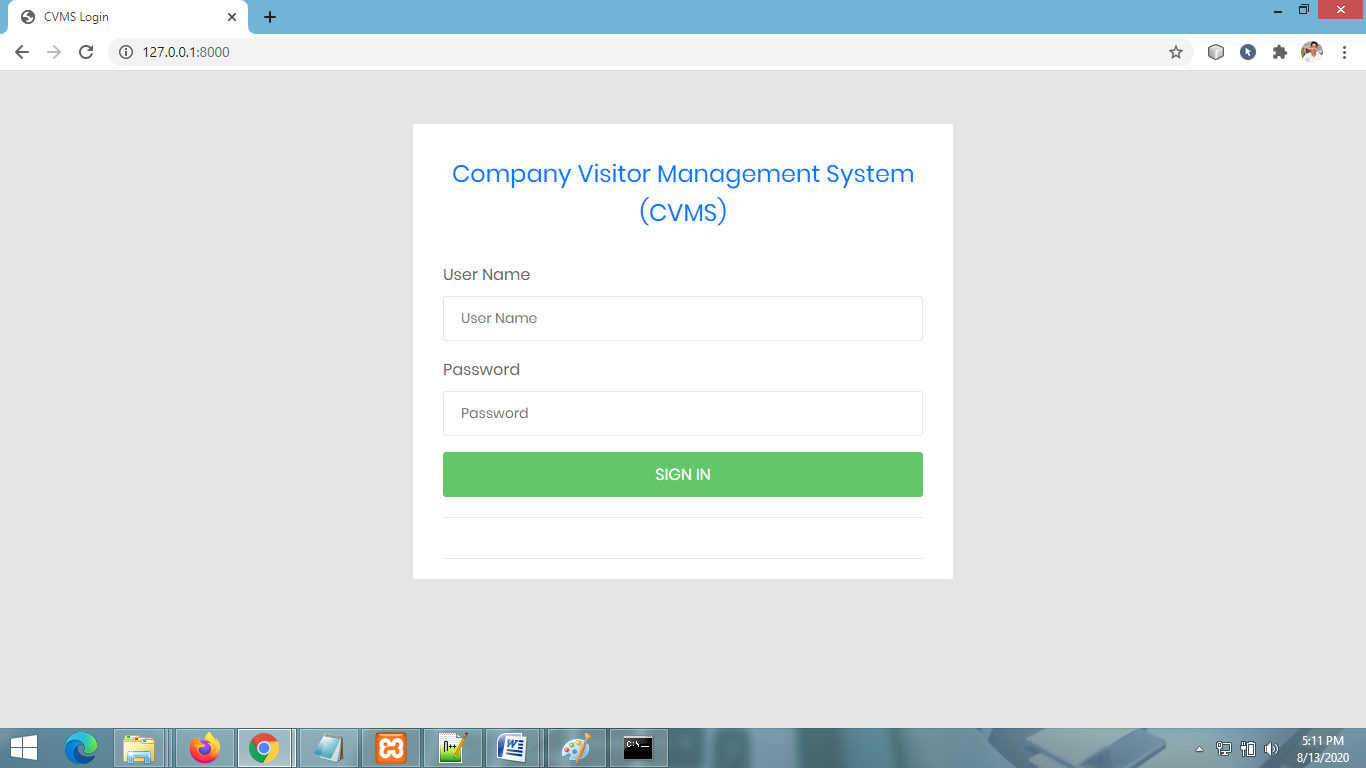 CVMS Login
127.0.0.1:8000
Company Visitor Management System
(CVMS)
User Name
User Name
Password
Password
SIGN IN
5:11 PM
8/13/2020